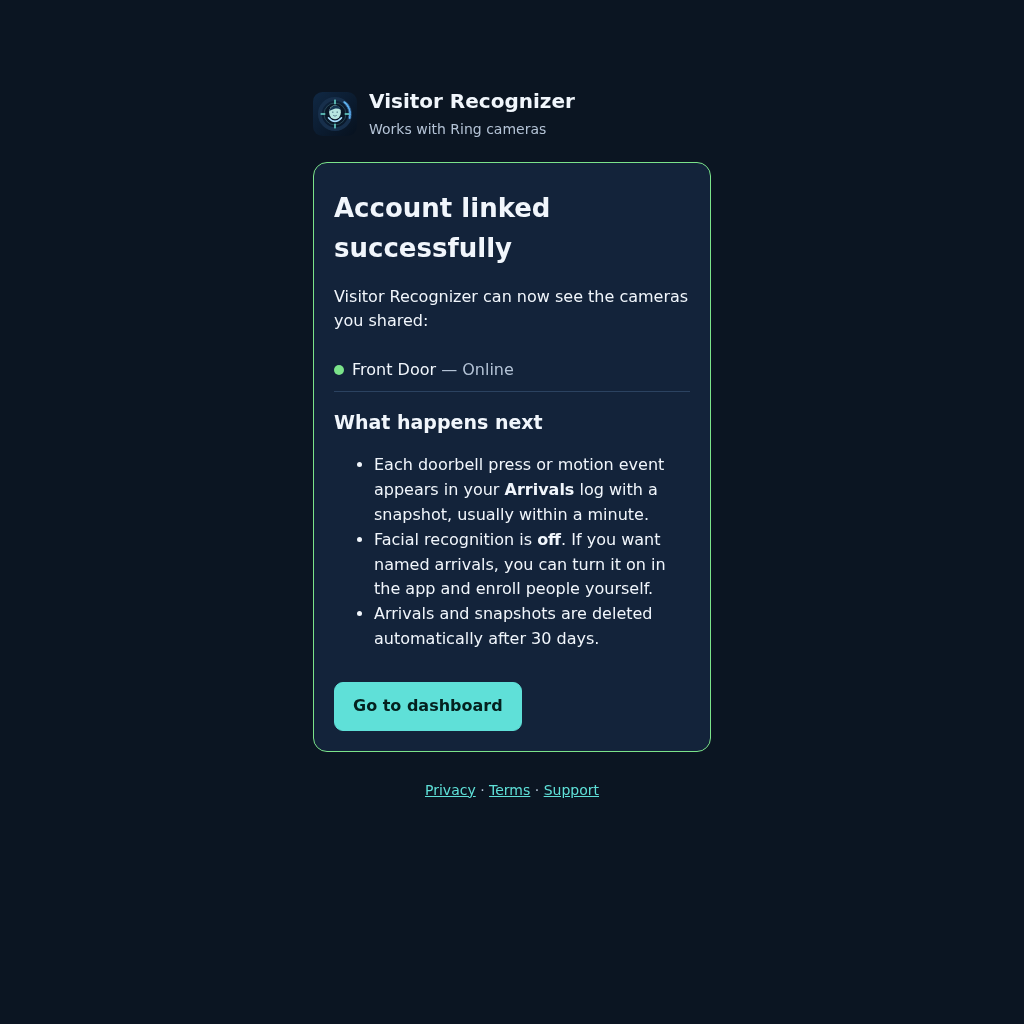 Visitor Recognizer
Works with Ring cameras
Account linked
successfully
Visitor Recognizer can now see the cameras
you shared:
Front Door — Online
What happens next
• Each doorbell press or motion event
appears in your Arrivals log with a
snapshot, usually within a minute.
• Facial recognition is off. If you want
named arrivals, you can turn it on in
the app and enroll people yourself.
• Arrivals and snapshots are deleted
automatically after 30 days.
Go to dashboard
Privacy · Terms · Support